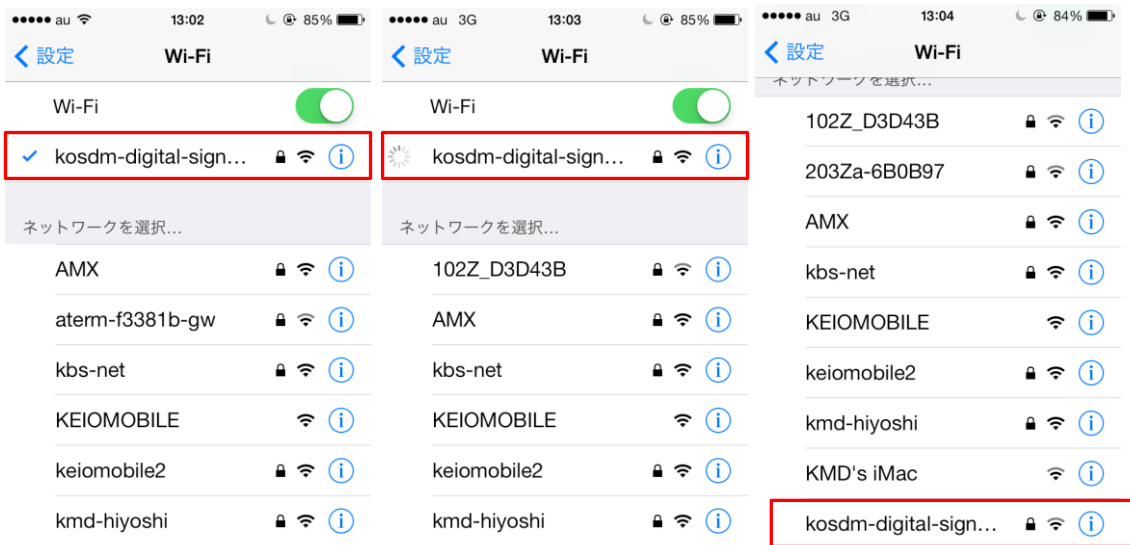 au 13:02 85%
設定 Wi-Fi
Wi-Fi
kosdm-digital-sign...
ネットワークを選択...
AMX
aterm-f3381b-gw
kbs-net
KEIOMOBILE
keiomobile2
kmd-hiyoshi
au 3G 13:03 85%
設定 Wi-Fi
Wi-Fi
kosdm-digital-sign...
ネットワークを選択...
102Z_D3D43B
AMX
kbs-net
KEIOMOBILE
keiomobile2
kmd-hiyoshi
au 3G 13:04 84%
設定 Wi-Fi
ネットワークを選択...
102Z_D3D43B
203Za-6B0B97
AMX
kbs-net
KEIOMOBILE
keiomobile2
kmd-hiyoshi
KMD's iMac
kosdm-digital-sign...